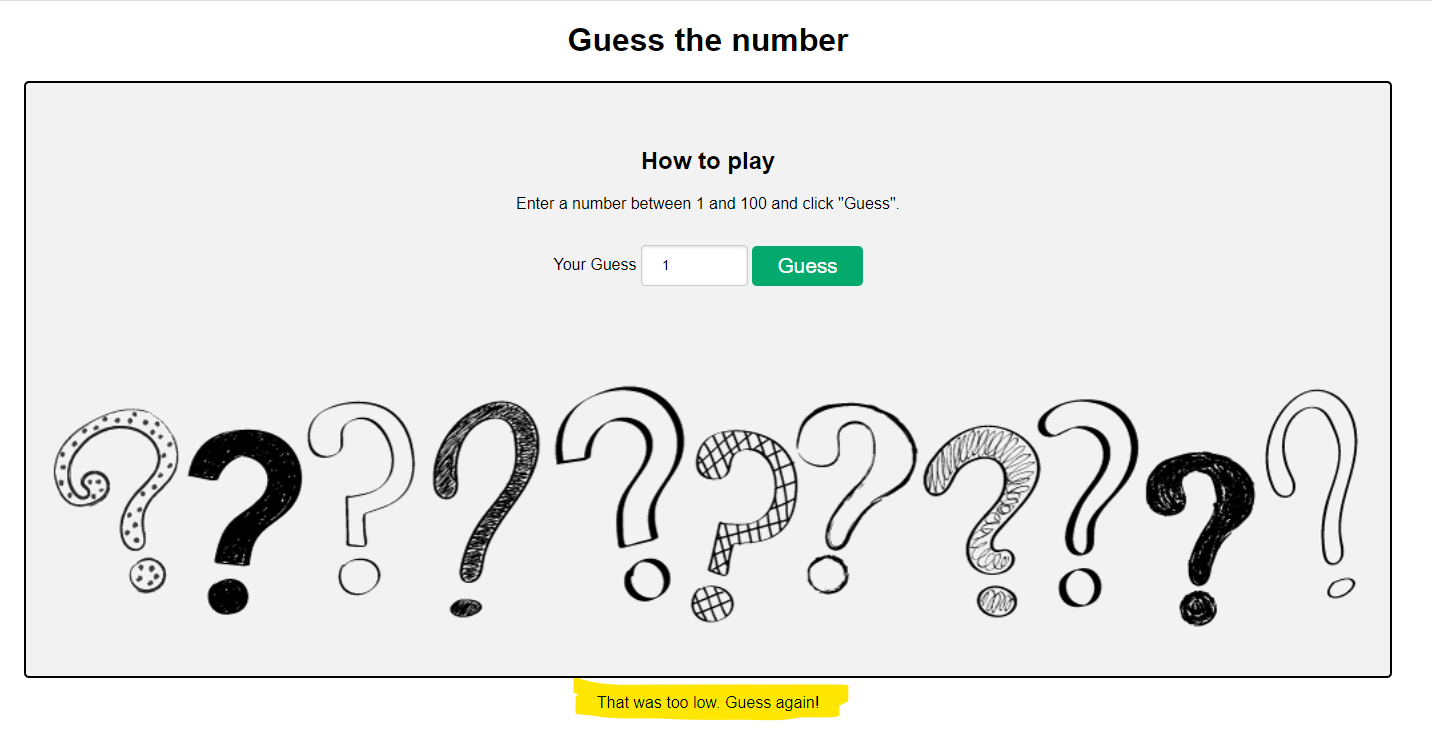 Guess the number
How to play
Enter a number between 1 and 100 and click "Guess".
Your Guess 1 Guess
That was too low. Guess again!